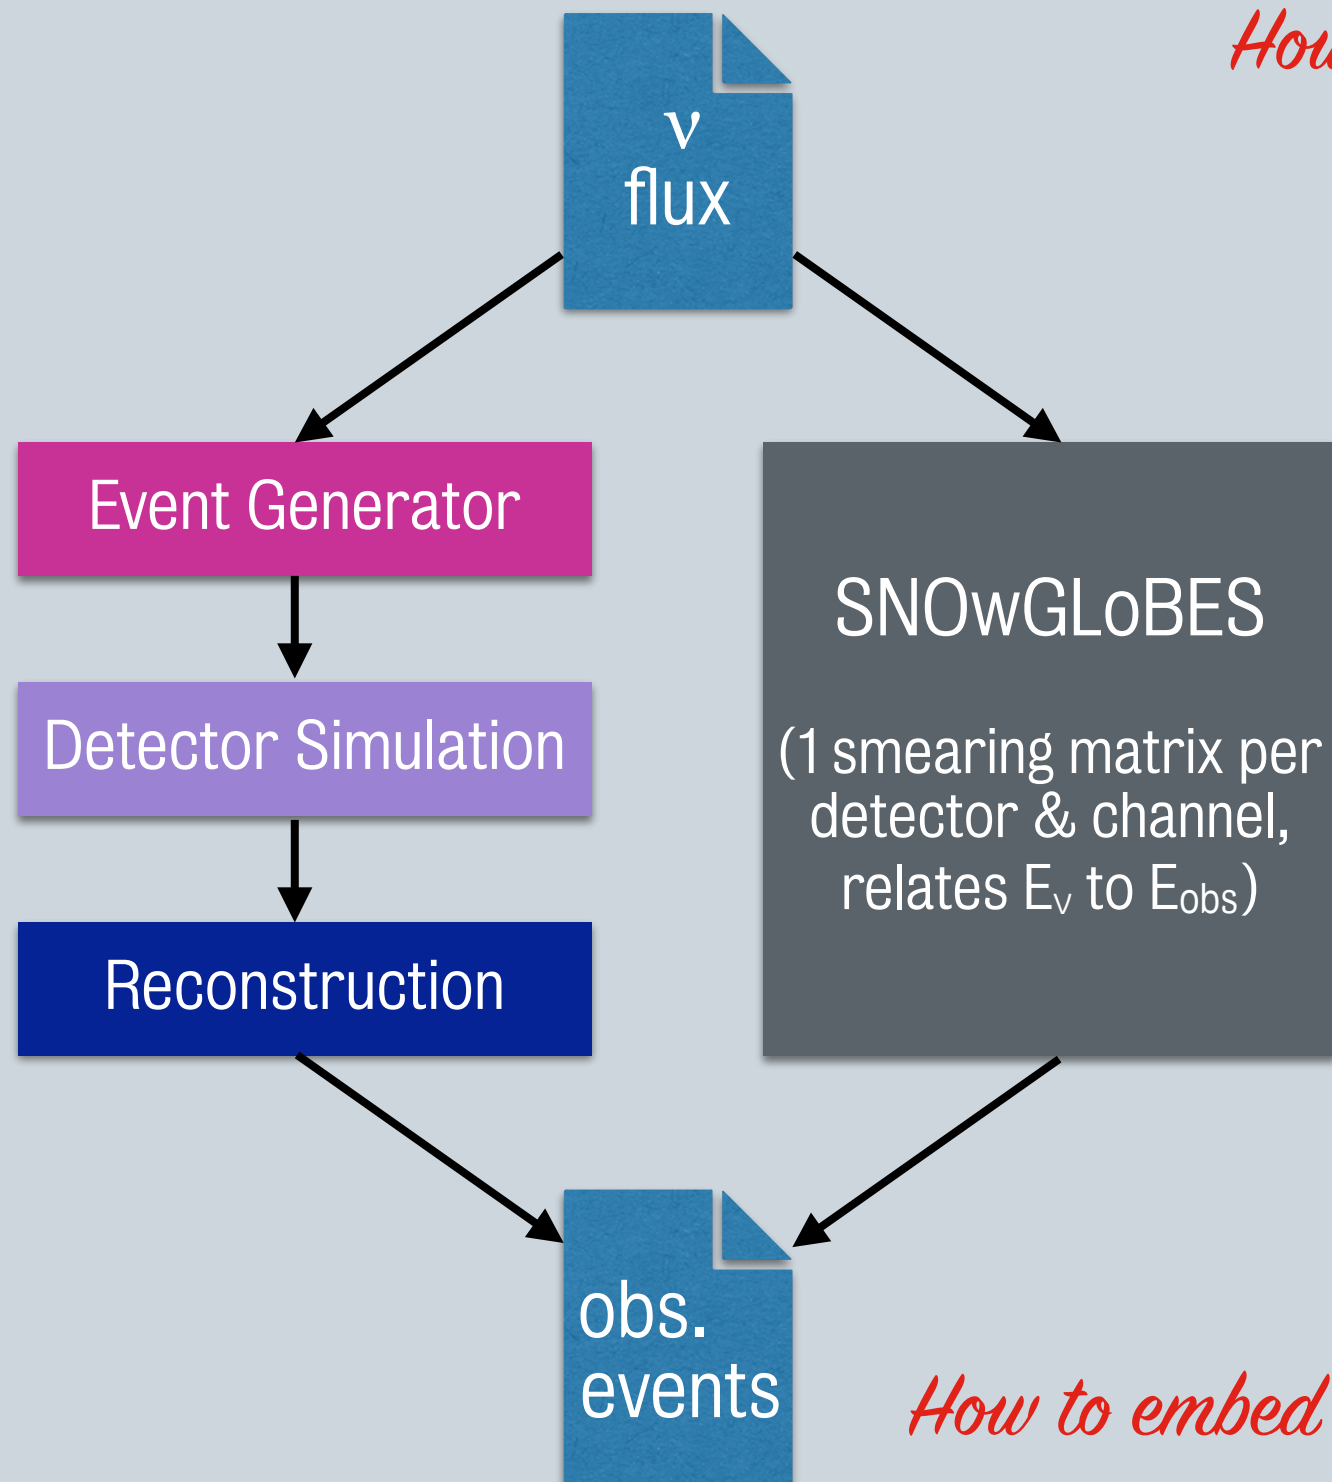 ν
flux
Event Generator
SNOwGLoBES
Detector Simulation
(1 smearing matrix per
detector & channel,
relates Eν to Eobs)
Reconstruction
obs.
events
How to embed